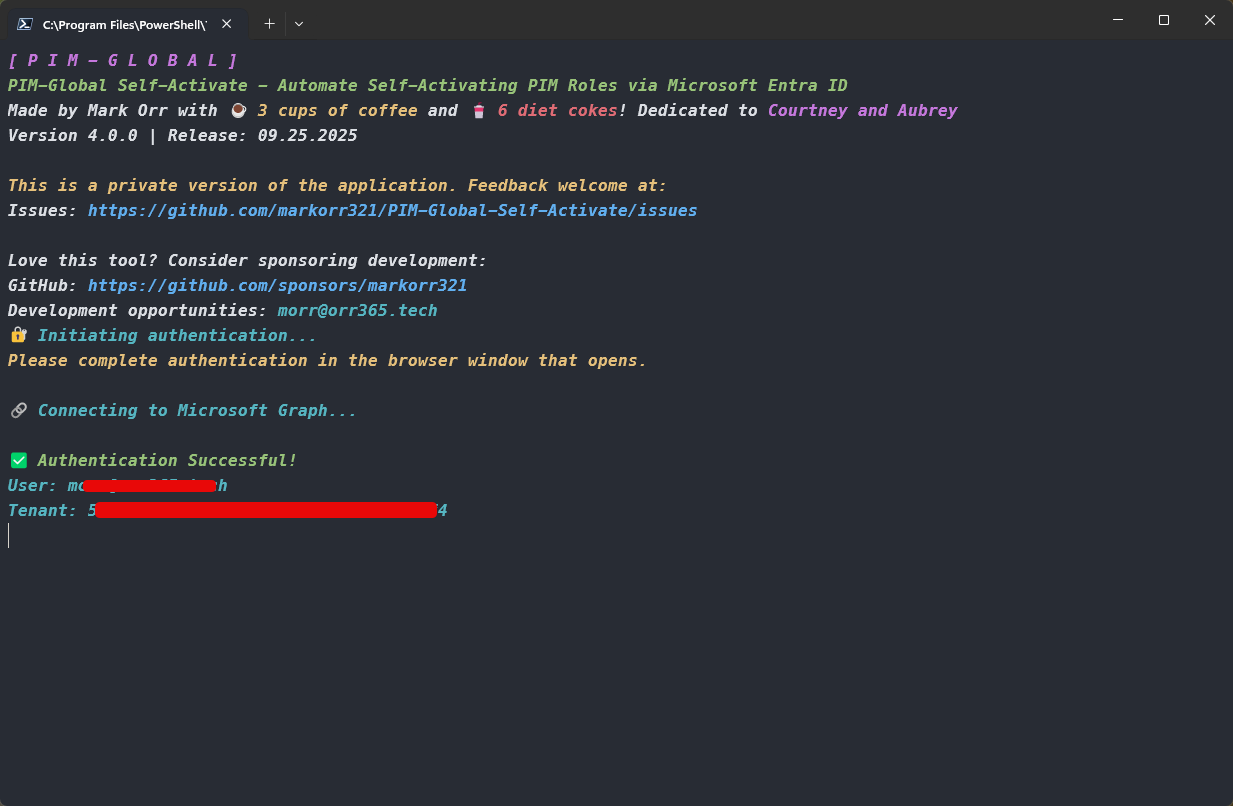 C:\Program Files\PowerShell\
[ P I M - G L O B A L ]
PIM-Global Self-Activate - Automate Self-Activating PIM Roles via Microsoft Entra ID
Made by Mark Orr with ☕ 3 cups of coffee and 🥤 6 diet cokes! Dedicated to Courtney and Aubrey
Version 4.0.0 | Release: 09.25.2025
This is a private version of the application. Feedback welcome at:
Issues: https://github.com/markorr321/PIM-Global-Self-Activate/issues
Love this tool? Consider sponsoring development:
GitHub: https://github.com/sponsors/markorr321
Development opportunities: morr@orr365.tech
🔐 Initiating authentication...
Please complete authentication in the browser window that opens.
🔗 Connecting to Microsoft Graph...
✅ Authentication Successful!
User:
Tenant: